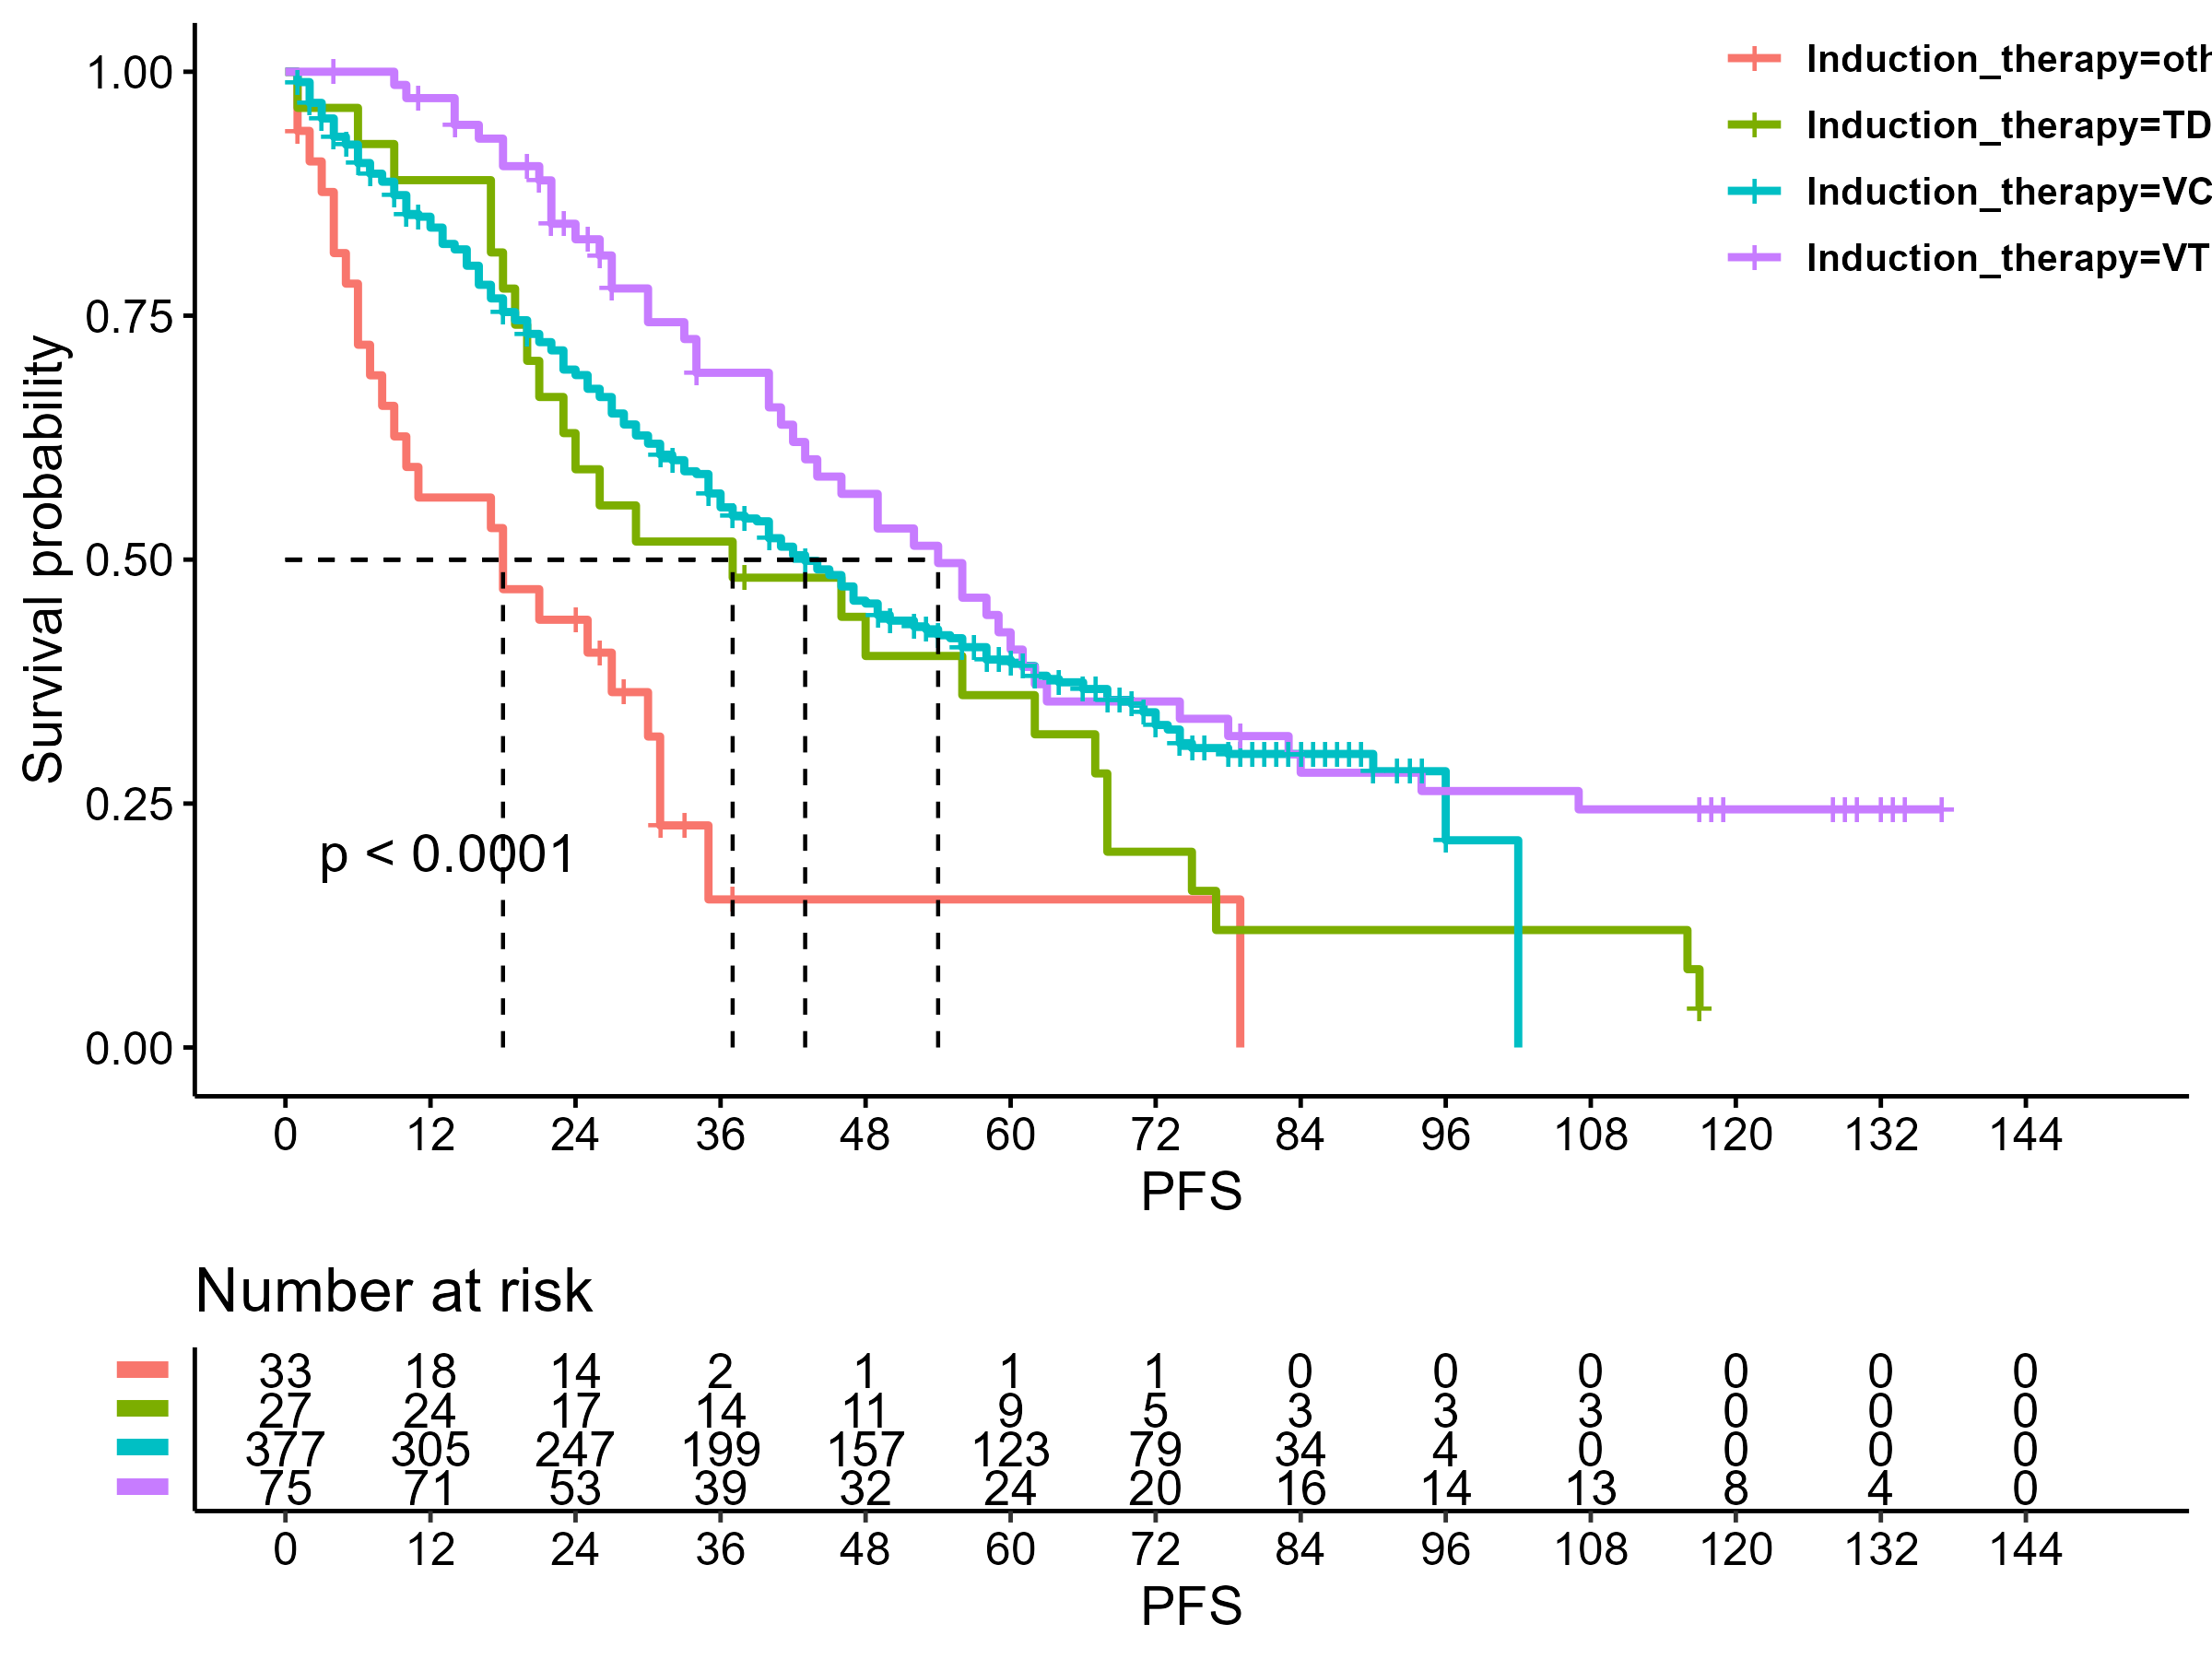 Induction_therapy=oth
Induction_therapy=TD
Induction_therapy=VC
Induction_therapy=VT
Survival probability
1.00
0.75
0.50
0.25
0.00
p < 0.0001
0 12 24 36 48 60 72 84 96 108 120 132 144
PFS
Number at risk
33 18 14 2 1 1 1 0 0 0 0 0 0
27 24 17 14 11 9 5 3 3 3 0 0 0
377 305 247 199 157 123 79 34 4 0 0 0 0
75 71 53 39 32 24 20 16 14 13 8 4 0
0 12 24 36 48 60 72 84 96 108 120 132 144
PFS